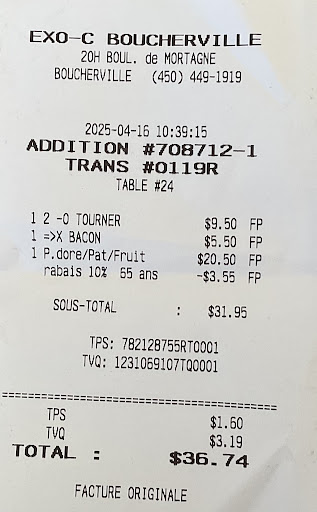 EXO-C BOUCHERVILLE
20H BOUL. de MORTAGNE
BOUCHERVILLE (450) 449-1919
2025-04-16 10:39:15
ADDITION #708712-1
TRANS #0119R
TABLE #24
1 2 -O TOURNER $9.50 FP
1 =>X BACON $5.50 FP
1 P.dore/Pat/Fruit $20.50 FP
rabais 10% 65 ans -$3.55 FP
SOUS-TOTAL : $31.95
TPS: 782128755RT0001
TVQ: 1231069107TQ0001
================================================
TPS $1.60
TVQ $3.19
TOTAL : $36.74
FACTURE ORIGINALE